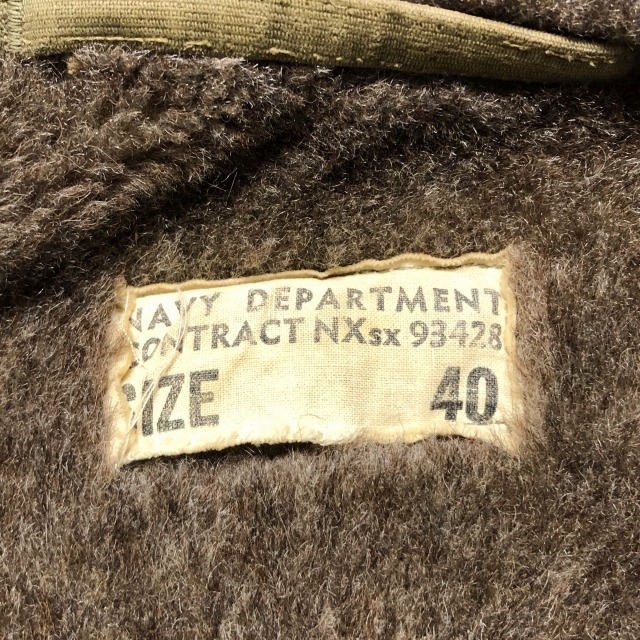 NAVY DEPARTMENT
CONTRACT NXsx 93428
SIZE 40